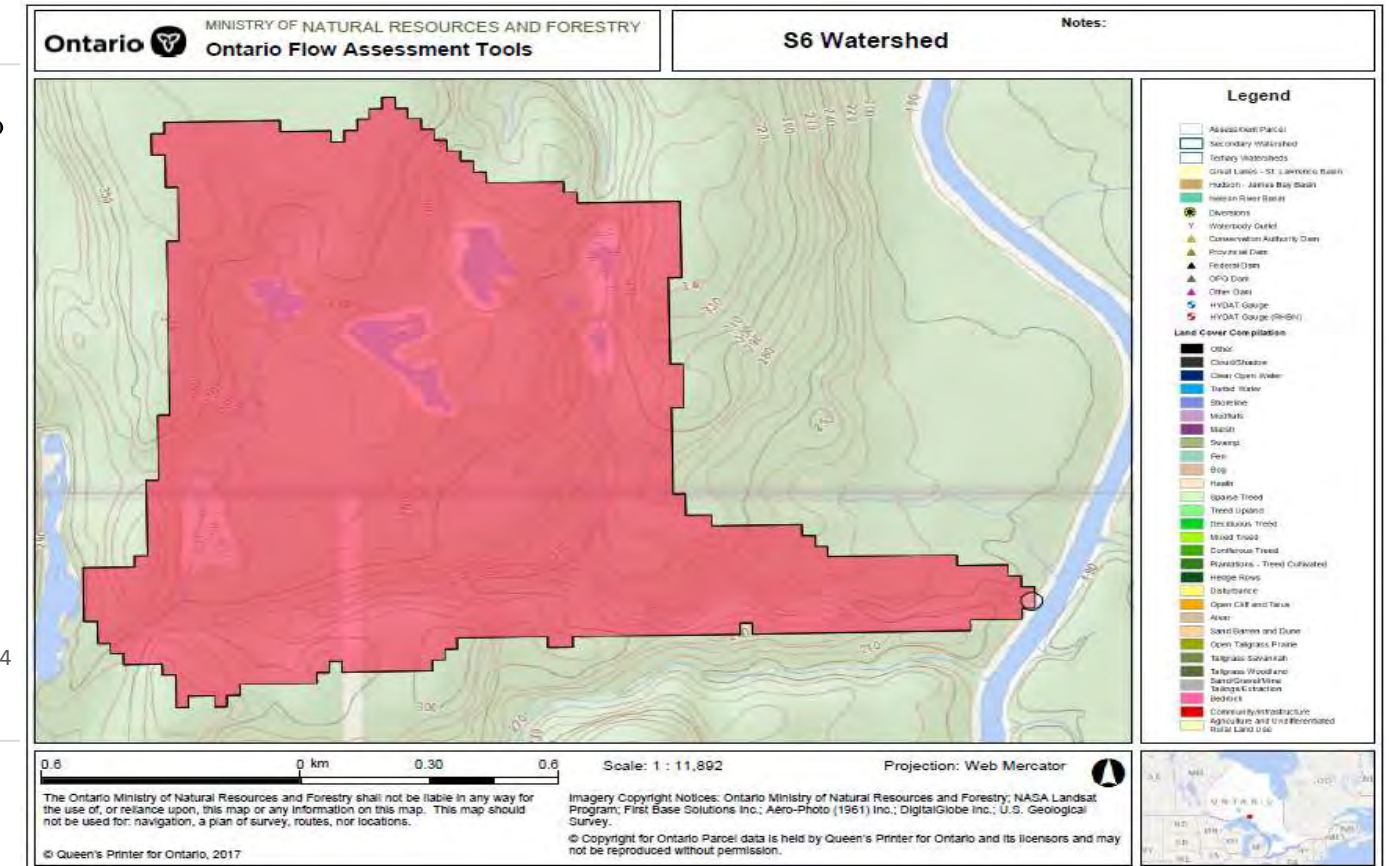 Ontario
MINISTRY OF NATURAL RESOURCES AND FORESTRY
Ontario Flow Assessment Tools
S6 Watershed
Notes:
Legend
Assessment Parcel
Secondary Watershed
Tertiary Watersheds
Great Lakes - St. Lawrence Basin
Hudson - James Bay Basin
Nelson River Basin
Diversions
Waterbody Outlet
Conservation Authority Dam
Provincial Dam
Federal Dam
OPG Dam
Other Dam
HYDAT Gauge
HYDAT Gauge (RHBN)
Land Cover Compilation
Other
Cloud/Shadow
Clear Open Water
Turbid Water
Shoreline
Mudflats
Marsh
Swamp
Fen
Bog
Heath
Sparse Treed
Treed Upland
Deciduous Treed
Mixed Treed
Coniferous Treed
Plantations - Treed Cultivated
Hedge Rows
Disturbance
Open Cliff and Talus
Alvar
Sand Barren and Dune
Open Tallgrass Prairie
Tallgrass Savannah
Tallgrass Woodland
Sand/Gravel/Mine
Tailings/Extraction
Bedrock
Community/Infrastructure
Agriculture and Undifferentiated
Rural Land Use
210
300
4
0.6 0 km 0.30 0.6
Scale: 1 : 11,892
Projection: Web Mercator
The Ontario Ministry of Natural Resources and Forestry shall not be liable in any way for
the use of, or reliance upon, this map or any information on this map. This map should
not be used for: navigation, a plan of survey, routes, nor locations.
© Queen's Printer for Ontario, 2017
Imagery Copyright Notices: Ontario Ministry of Natural Resources and Forestry; NASA Landsat
Program; First Base Solutions Inc.; Aéro-Photo (1961) Inc.; DigitalGlobe Inc.; U.S. Geological
Survey.
© Copyright for Ontario Parcel data is held by Queen's Printer for Ontario and its licensors and may
not be reproduced without permission.
ONTARIO